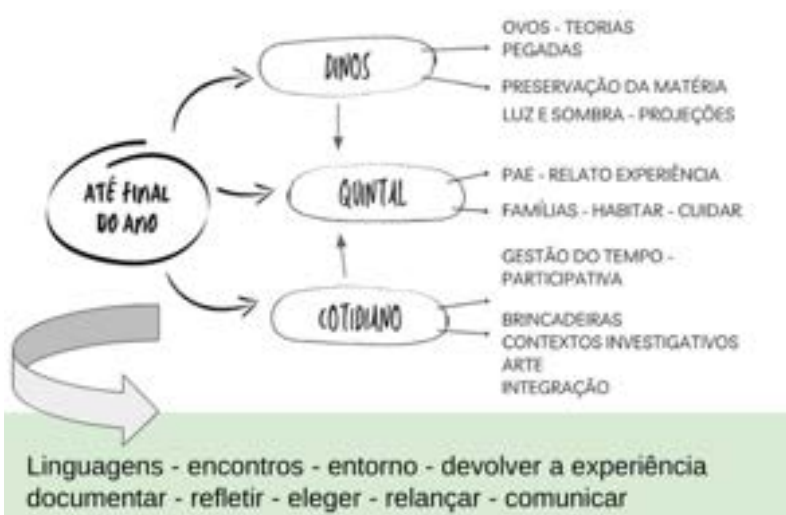 DINOS
OVOS - TEORIAS
PEGADAS
PRESERVAÇÃO DA MATÉRIA
LUZ E SOMBRA - PROJEÇÕES
ATÉ FINAL
DO ANO
QUINTAL
PAE - RELATO EXPERIÊNCIA
FAMÍLIAS - HABITAR - CUIDAR
COTIDIANO
GESTÃO DO TEMPO -
PARTICIPATIVA
BRINCADEIRAS
CONTEXTOS INVESTIGATIVOS
ARTE
INTEGRAÇÃO
Linguagens - encontros - entorno - devolver a experiência
documentar - refletir - eleger - relançar - comunicar